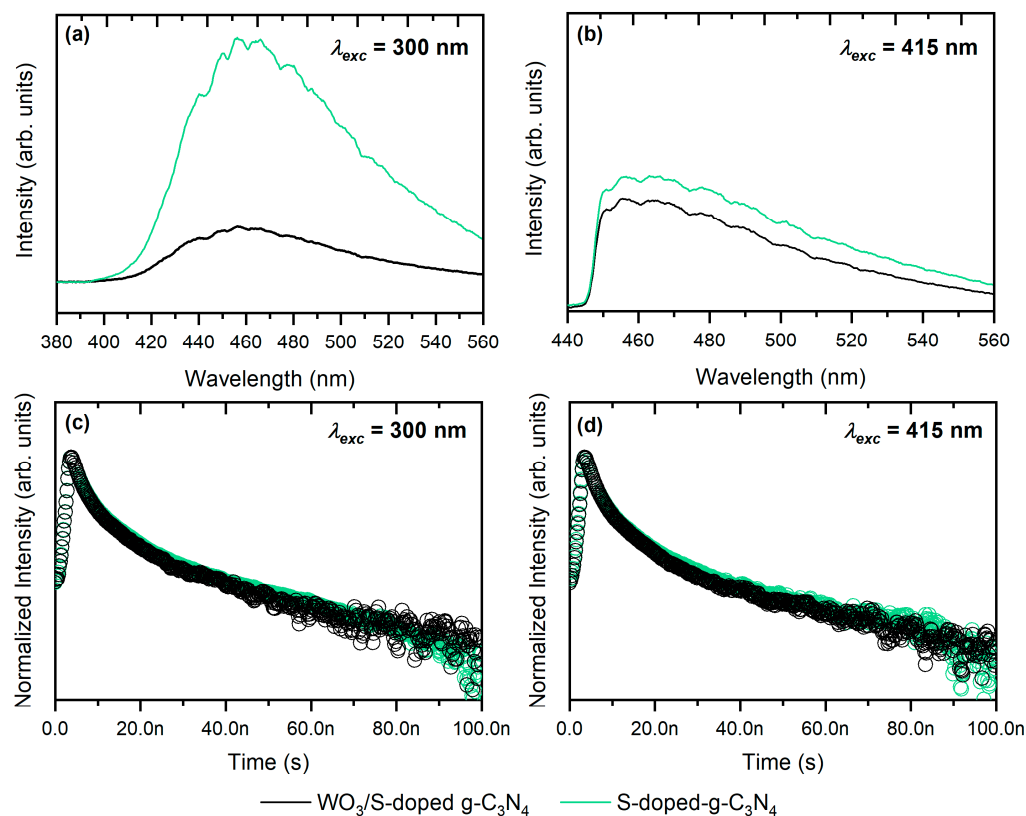 (a)
λexc = 300 nm
Intensity (arb. units)
380 400 420 440 460 480 500 520 540 560
Wavelength (nm)
(b)
λexc = 415 nm
Intensity (arb. units)
440 460 480 500 520 540 560
Wavelength (nm)
(c)
λexc = 300 nm
Normalized Intensity (arb. units)
0.0 20.0n 40.0n 60.0n 80.0n 100.0n
Time (s)
(d)
λexc = 415 nm
Normalized Intensity (arb. units)
0.0 20.0n 40.0n 60.0n 80.0n 100.0n
Time (s)
WO₃/S-doped g-C₃N₄
S-doped-g-C₃N₄